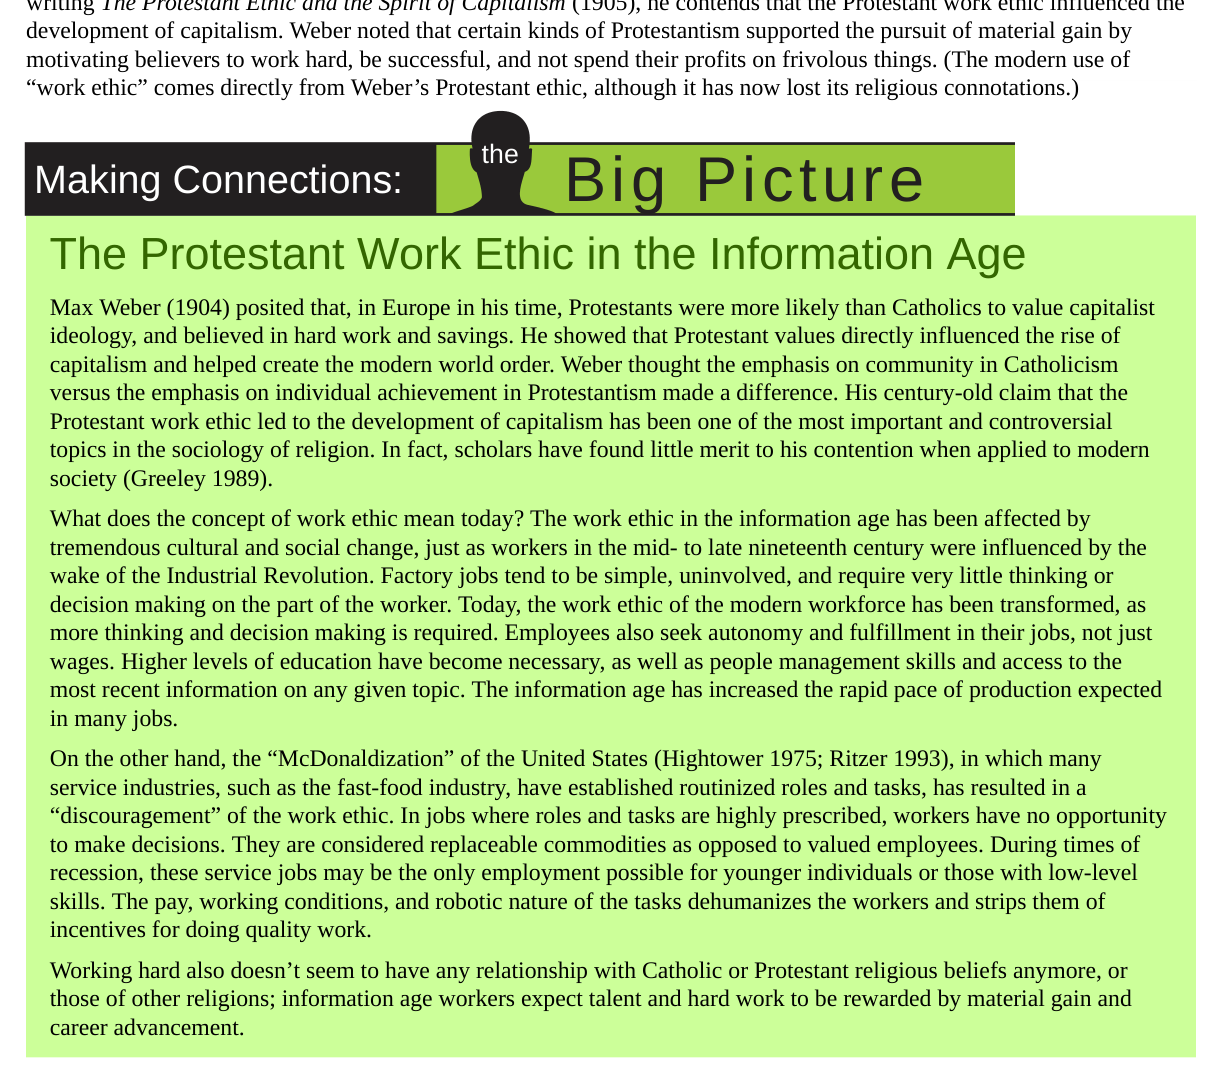 writing The Protestant Ethic and the Spirit of Capitalism (1905), he contends that the Protestant work ethic influenced the
development of capitalism. Weber noted that certain kinds of Protestantism supported the pursuit of material gain by
motivating believers to work hard, be successful, and not spend their profits on frivolous things. (The modern use of
“work ethic” comes directly from Weber’s Protestant ethic, although it has now lost its religious connotations.)
Making Connections: the Big Picture
The Protestant Work Ethic in the Information Age
Max Weber (1904) posited that, in Europe in his time, Protestants were more likely than Catholics to value capitalist
ideology, and believed in hard work and savings. He showed that Protestant values directly influenced the rise of
capitalism and helped create the modern world order. Weber thought the emphasis on community in Catholicism
versus the emphasis on individual achievement in Protestantism made a difference. His century-old claim that the
Protestant work ethic led to the development of capitalism has been one of the most important and controversial
topics in the sociology of religion. In fact, scholars have found little merit to his contention when applied to modern
society (Greeley 1989).
What does the concept of work ethic mean today? The work ethic in the information age has been affected by
tremendous cultural and social change, just as workers in the mid- to late nineteenth century were influenced by the
wake of the Industrial Revolution. Factory jobs tend to be simple, uninvolved, and require very little thinking or
decision making on the part of the worker. Today, the work ethic of the modern workforce has been transformed, as
more thinking and decision making is required. Employees also seek autonomy and fulfillment in their jobs, not just
wages. Higher levels of education have become necessary, as well as people management skills and access to the
most recent information on any given topic. The information age has increased the rapid pace of production expected
in many jobs.
On the other hand, the “McDonaldization” of the United States (Hightower 1975; Ritzer 1993), in which many
service industries, such as the fast-food industry, have established routinized roles and tasks, has resulted in a
“discouragement” of the work ethic. In jobs where roles and tasks are highly prescribed, workers have no opportunity
to make decisions. They are considered replaceable commodities as opposed to valued employees. During times of
recession, these service jobs may be the only employment possible for younger individuals or those with low-level
skills. The pay, working conditions, and robotic nature of the tasks dehumanizes the workers and strips them of
incentives for doing quality work.
Working hard also doesn’t seem to have any relationship with Catholic or Protestant religious beliefs anymore, or
those of other religions; information age workers expect talent and hard work to be rewarded by material gain and
career advancement.